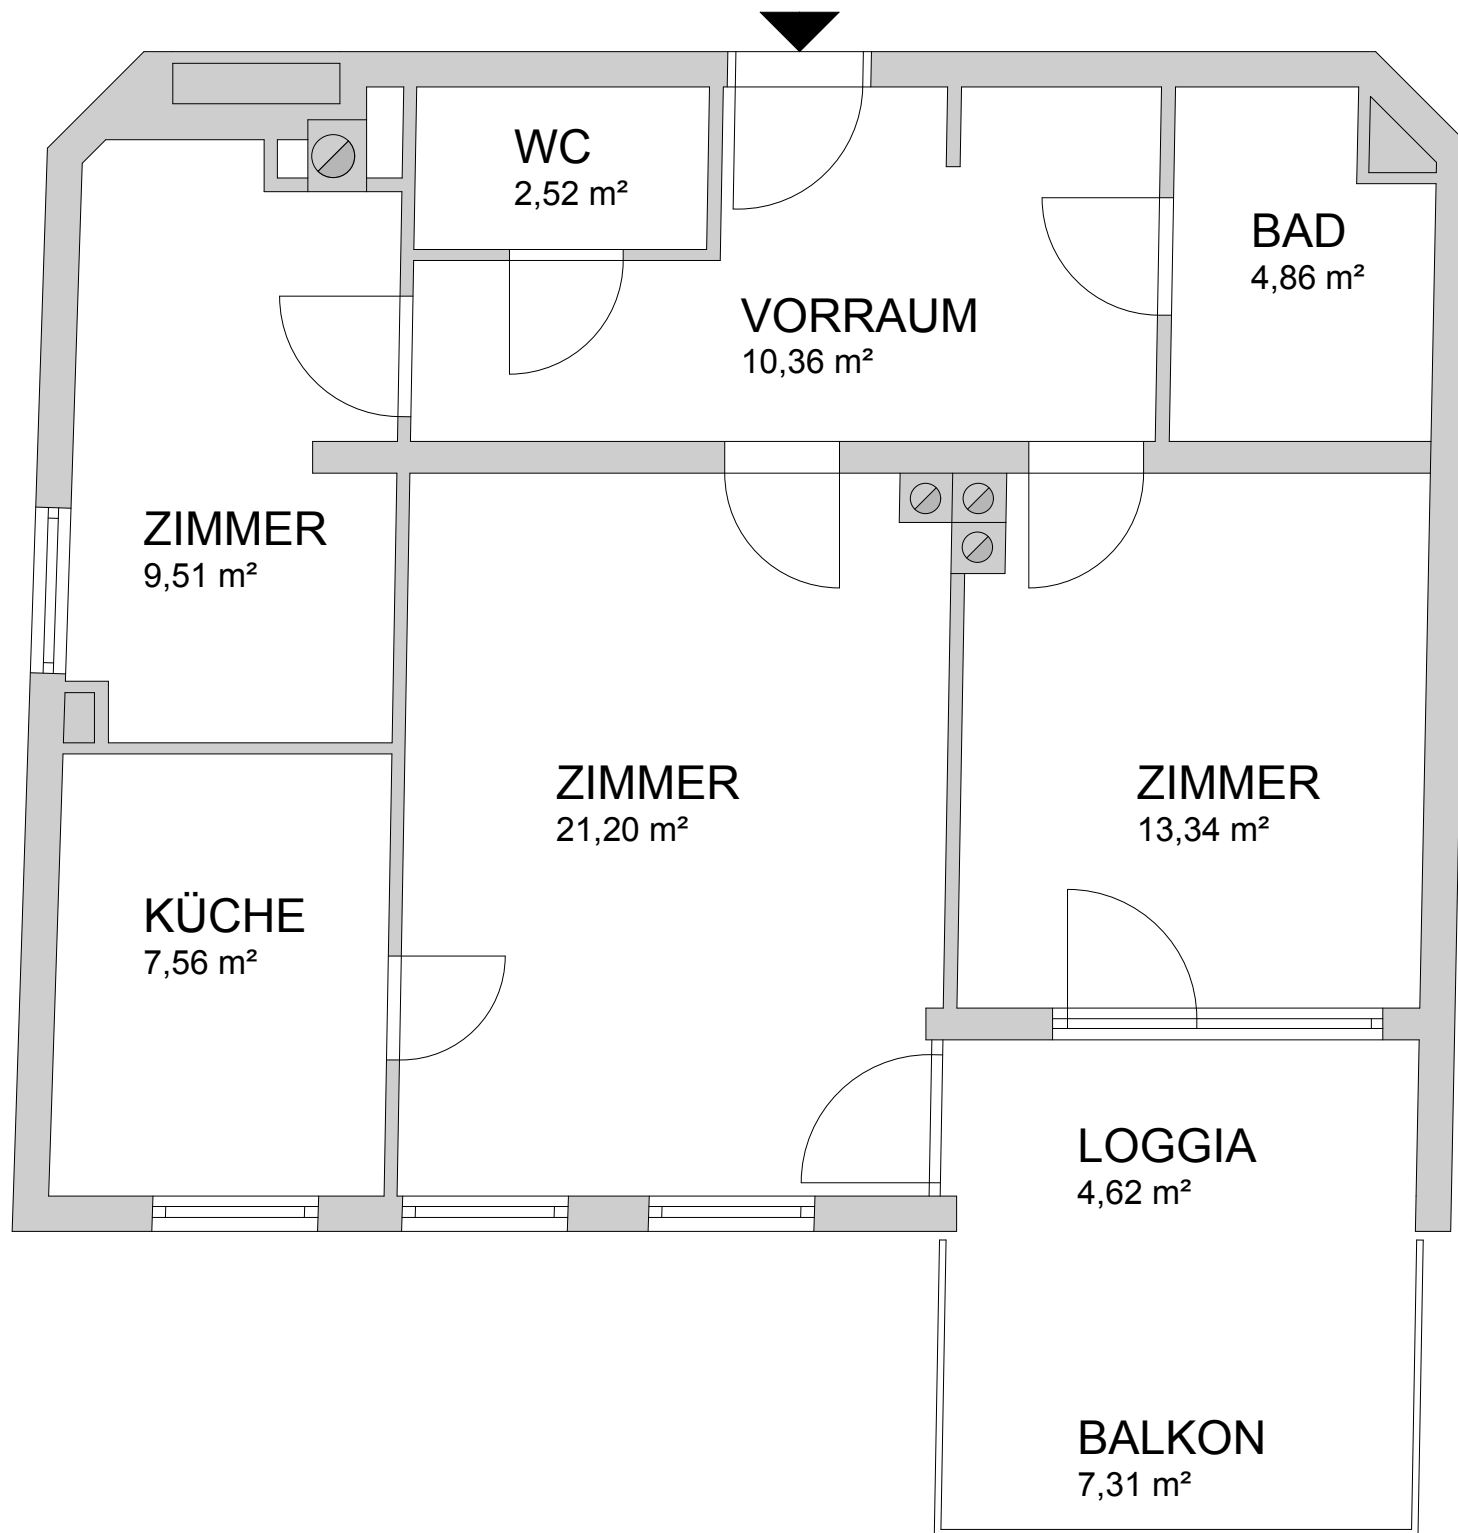 WC
2,52 m²
BAD
4,86 m²
VORRAUM
10,36 m²
ZIMMER
9,51 m²
ZIMMER
21,20 m²
ZIMMER
13,34 m²
KÜCHE
7,56 m²
LOGGIA
4,62 m²
BALKON
7,31 m²